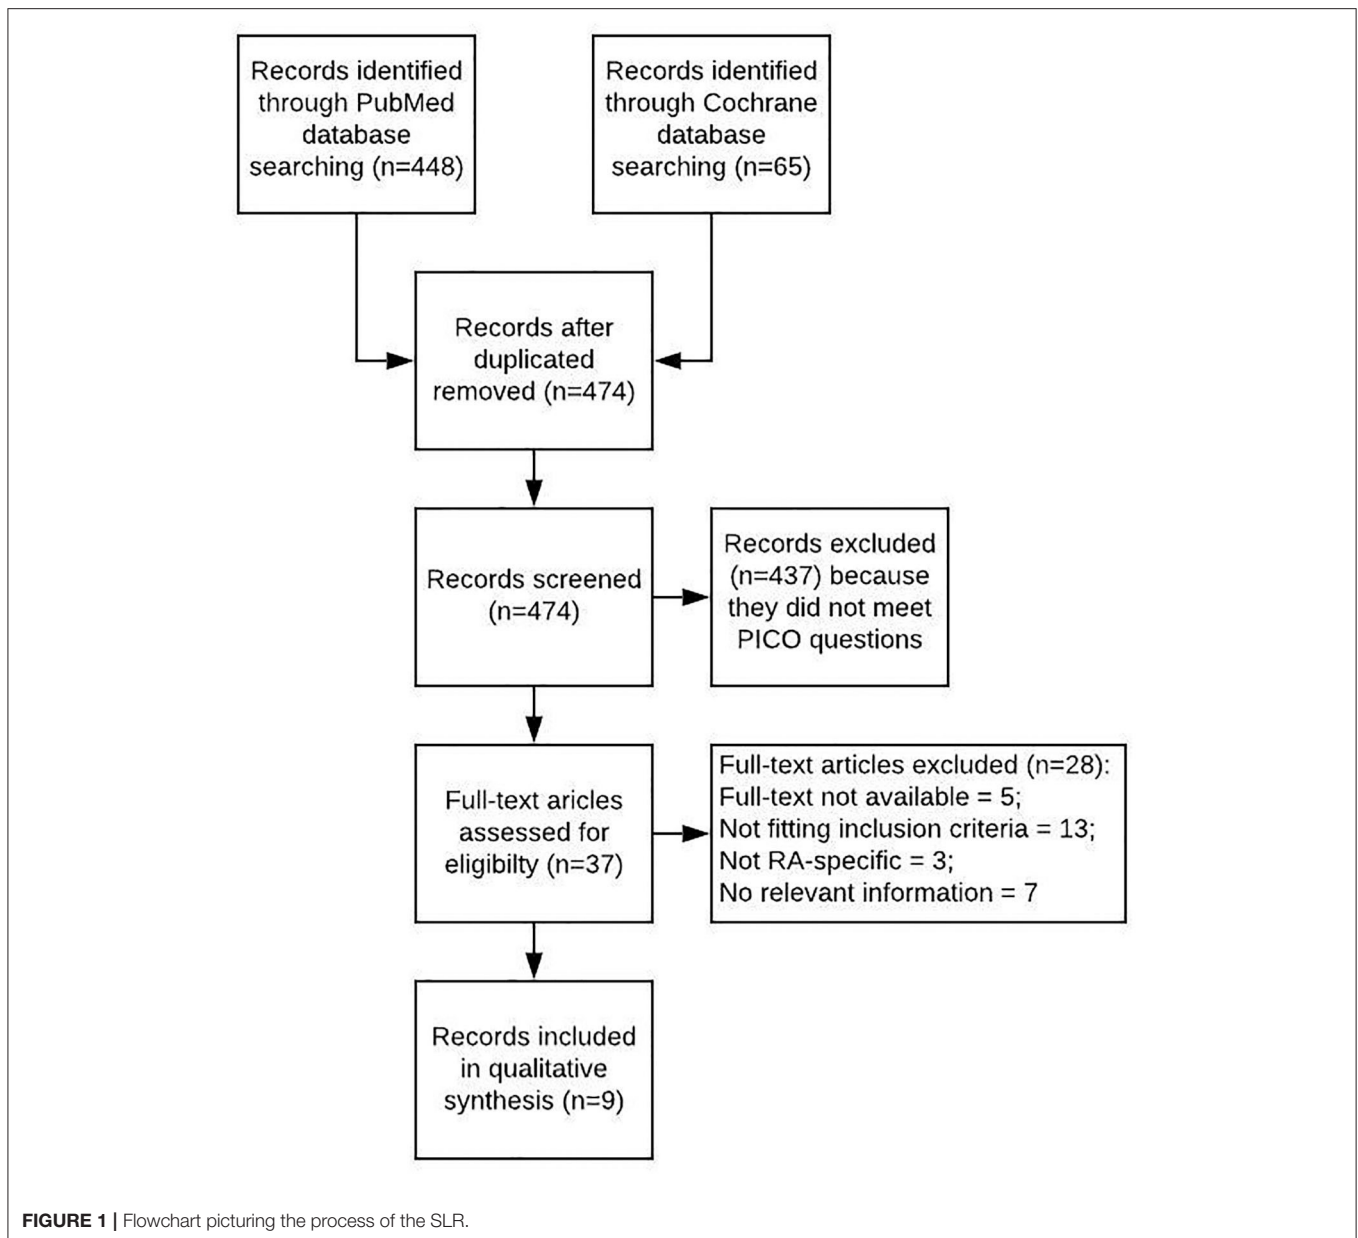 Records identified
through PubMed
database
searching (n=448)
Records identified
through Cochrane
database
searching (n=65)
Records after
duplicated
removed (n=474)
Records screened
(n=474)
Records excluded
(n=437) because
they did not meet
PICO questions
Full-text aricles
assessed for
eligibilty (n=37)
Full-text articles excluded (n=28):
Full-text not available = 5;
Not fitting inclusion criteria = 13;
Not RA-specific = 3;
No relevant information = 7
Records included
in qualitative
synthesis (n=9)
FIGURE 1 | Flowchart picturing the process of the SLR.